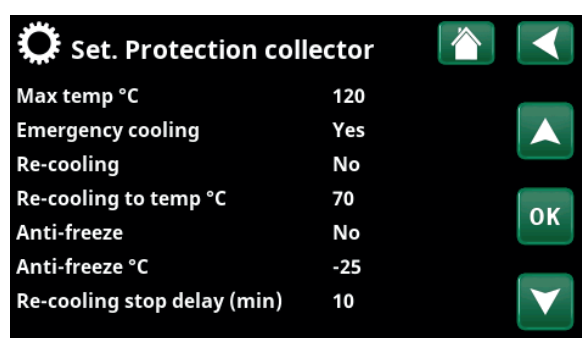 Set. Protection collector
Max temp °C 120
Emergency cooling Yes
Re-cooling No
Re-cooling to temp °C 70
Anti-freeze No
Anti-freeze °C -25
Re-cooling stop delay (min) 10
OK